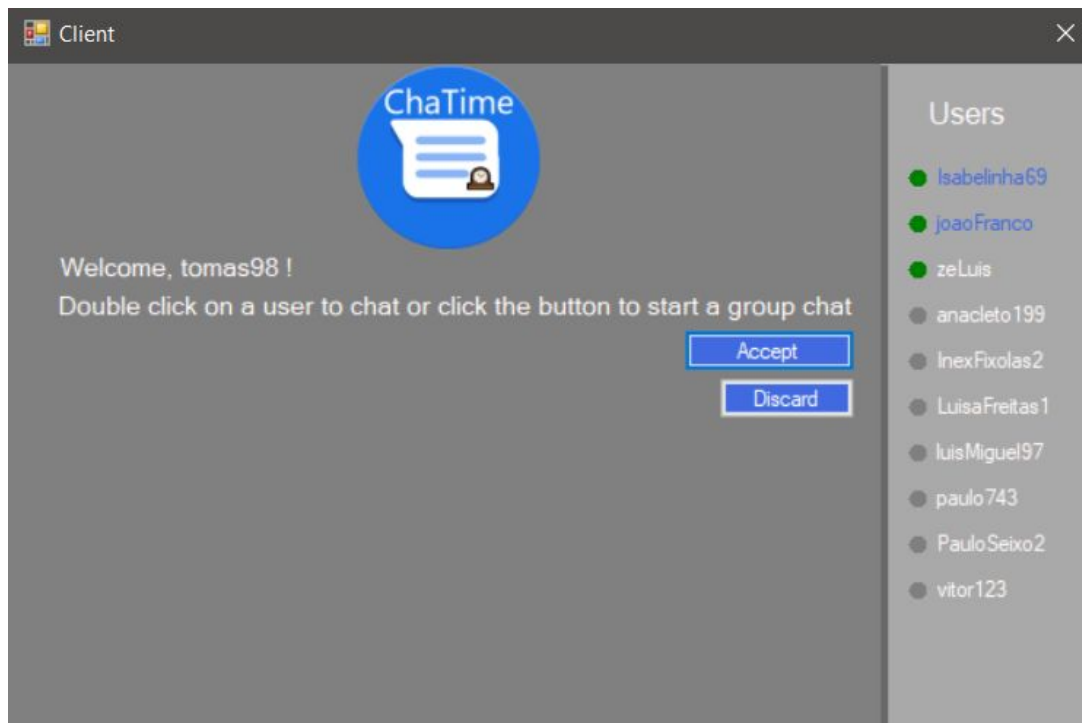 Client
ChaTime
Welcome, tomas98 !
Double click on a user to chat or click the button to start a group chat
Accept
Discard
Users
Isabelinha69
joaoFranco
zeLuis
anacleto199
InexFixolas2
LuisaFreitas1
luisMiguel97
paulo743
PauloSeixo2
vitor123